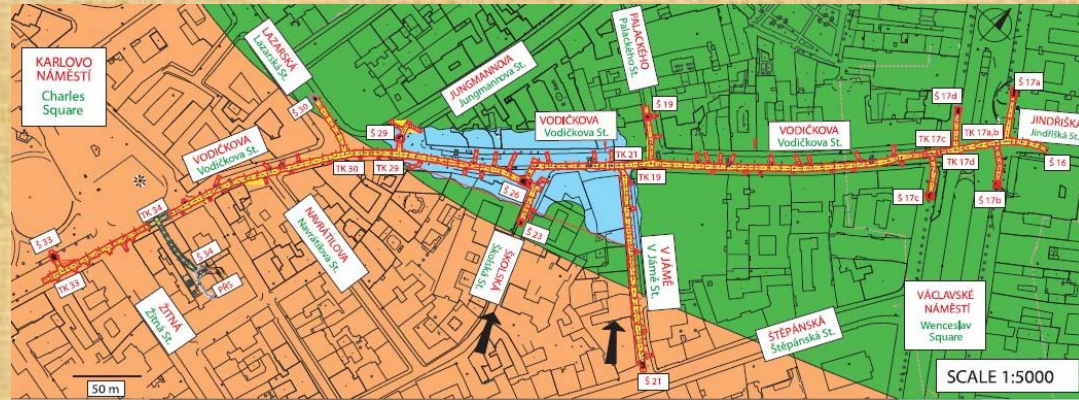 KARLOVO
NÁMĚSTÍ
Charles
Square
LAZARSKÁ
Lazarská St.
JUNGMANNOVA
Jungmannova St.
PALACKÉHO
Palackého St.
Š 17a
Š 17d
Š 30
Š 29
Š 19
VODIČKOVA
Vodičkova St.
VODIČKOVA
Vodičkova St.
VODIČKOVA
Vodičkova St.
TK 17c
TK 17a,b
JINDŘIŠKÁ
Jindřišká St.
TK 30
TK 29
TK 21
TK 19
TK 17d
Š 16
Š 26
Š 17c
Š 17b
TK 34
NAVRÁTILOVA
Navrátilova St.
Š 23
Š 33
Š 34
TK 33
PŘS
ŠKOLSKÁ
Školská St.
V JÁMĚ
V Jámě St.
ŽITNÁ
Žitná St.
ŠTĚPÁNSKÁ
Štěpánská St.
VÁCLAVSKÉ
NÁMĚSTÍ
Wenceslav
Square
50 m
Š 21
SCALE 1:5000